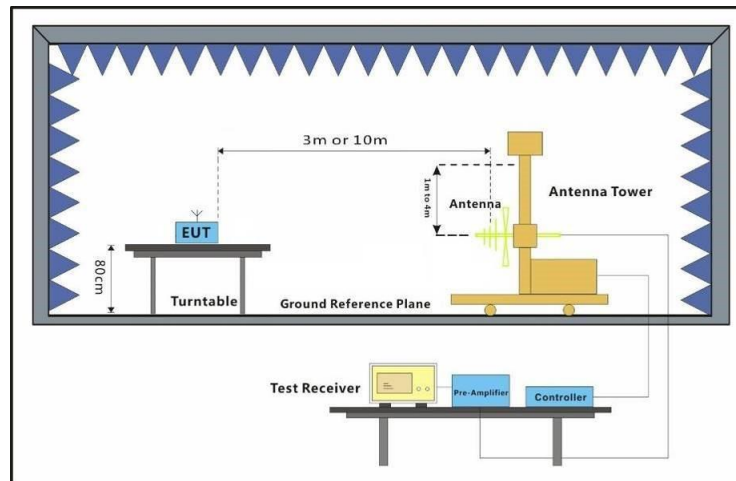 3m or 10m
1m to 4m
Antenna Tower
Antenna
EUT
80cm
Turntable
Ground Reference Plane
Test Receiver
Pre-Amplifier
Controller